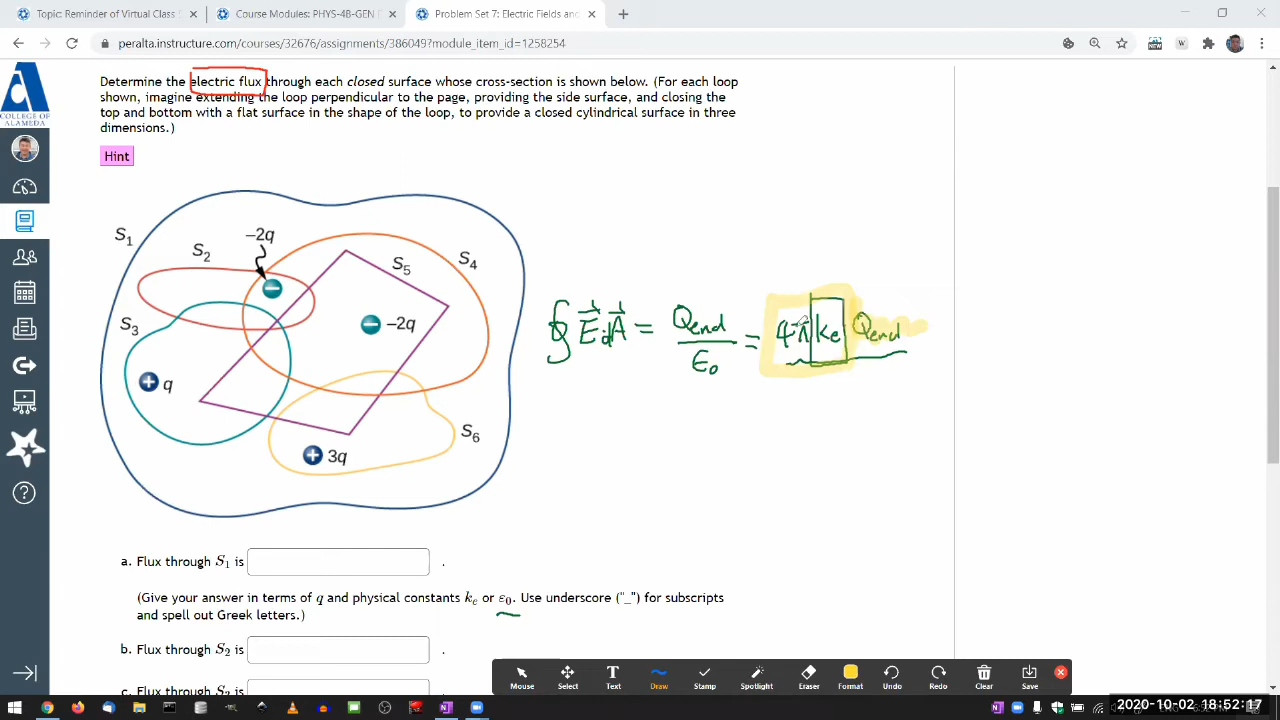 Topic: Reminder of Virtual Class
Course Modules: PHYS-4B-GEN
Problem Set 7: Electric Fields and
peralta.instructure.com/courses/32676/assignments/386049?module_item_id=1258254
COLLEGE OF
ALAMEDA
Determine the electric flux through each closed surface whose cross-section is shown below. (For each loop
shown, imagine extending the loop perpendicular to the page, providing the side surface, and closing the
top and bottom with a flat surface in the shape of the loop, to provide a closed cylindrical surface in three
dimensions.)
Hint
S1
S2
−2q
S4
S5
S3
−2q
q
S6
3q
∮ E⃗ · dA⃗ = Qencl / ε0 = 4π ke Qencl
a. Flux through S1 is .
(Give your answer in terms of q and physical constants ke or ε0. Use underscore ("_") for subscripts
and spell out Greek letters.)
b. Flux through S2 is .
Mouse Select Text Draw Stamp Spotlight Eraser Format Undo Redo Clear Save
2020-10-02 18:52:17